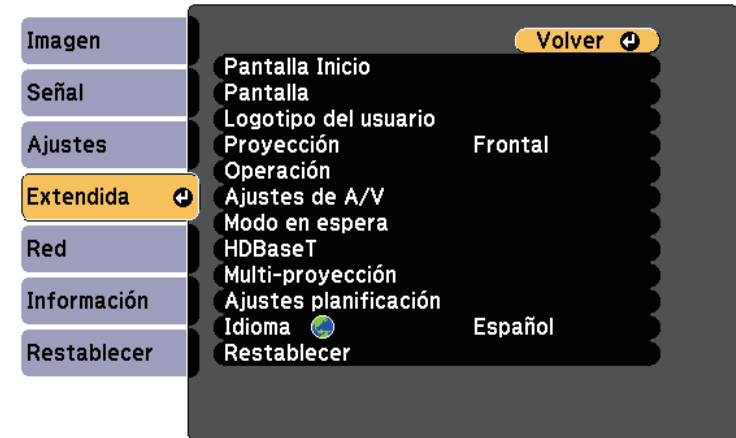 Imagen
Señal
Ajustes
Extendida
Red
Información
Restablecer
Volver
Pantalla Inicio
Pantalla
Logotipo del usuario
Proyección Frontal
Operación
Ajustes de A/V
Modo en espera
HDBaseT
Multi-proyección
Ajustes planificación
Idioma Español
Restablecer